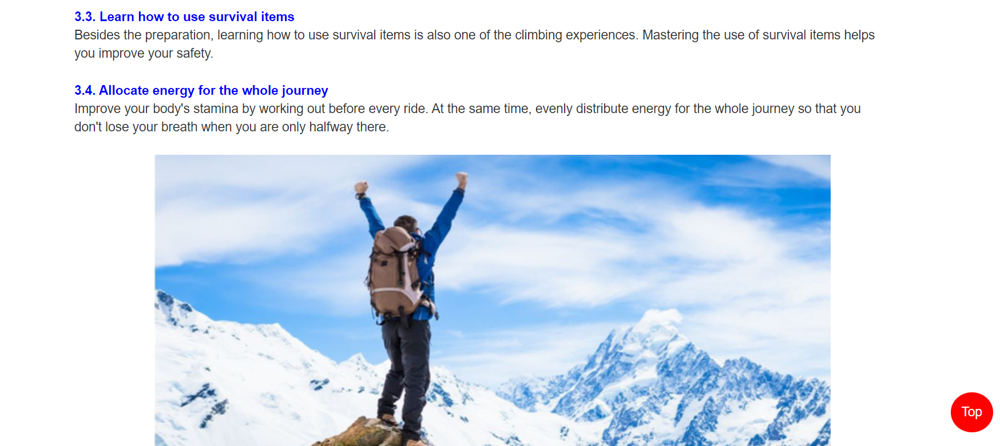 3.3. Learn how to use survival items
Besides the preparation, learning how to use survival items is also one of the climbing experiences. Mastering the use of survival items helps
you improve your safety.
3.4. Allocate energy for the whole journey
Improve your body's stamina by working out before every ride. At the same time, evenly distribute energy for the whole journey so that you
don't lose your breath when you are only halfway there.
Top